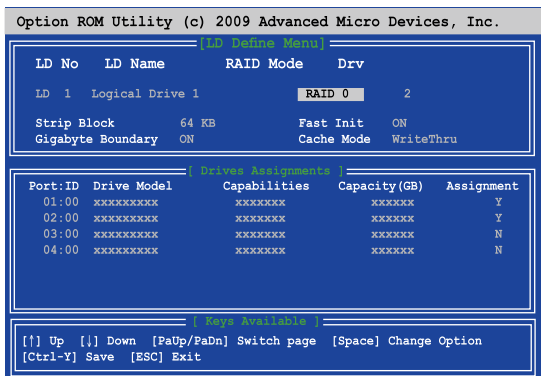 Option ROM Utility (c) 2009 Advanced Micro Devices, Inc.
[LD Define Menu]
LD No LD Name RAID Mode Drv
LD 1 Logical Drive 1 RAID 0 2
Strip Block 64 KB Fast Init ON
Gigabyte Boundary ON Cache Mode WriteThru
[ Drives Assignments ]
Port:ID Drive Model Capabilities Capacity(GB) Assignment
01:00 xxxxxxxxx xxxxxxx xxxxxx Y
02:00 xxxxxxxxx xxxxxxx xxxxxx Y
03:00 xxxxxxxxx xxxxxxx xxxxxx N
04:00 xxxxxxxxx xxxxxxx xxxxxx N
[ Keys Available ]
[↑] Up [↓] Down [PaUp/PaDn] Switch page [Space] Change Option
[Ctrl-Y] Save [ESC] Exit